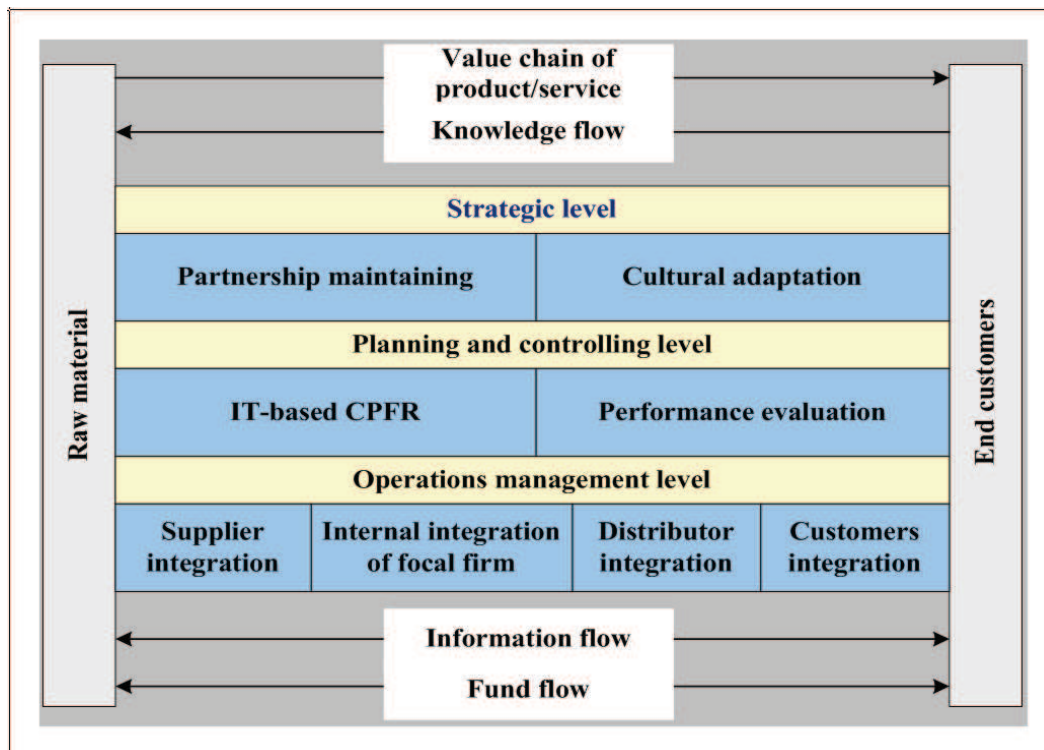 Value chain of
product/service
Knowledge flow
Strategic level
Partnership maintaining
Cultural adaptation
Planning and controlling level
IT-based CPFR
Performance evaluation
Operations management level
Supplier
integration
Internal integration
of focal firm
Distributor
integration
Customers
integration
Information flow
Fund flow
Raw material
End customers